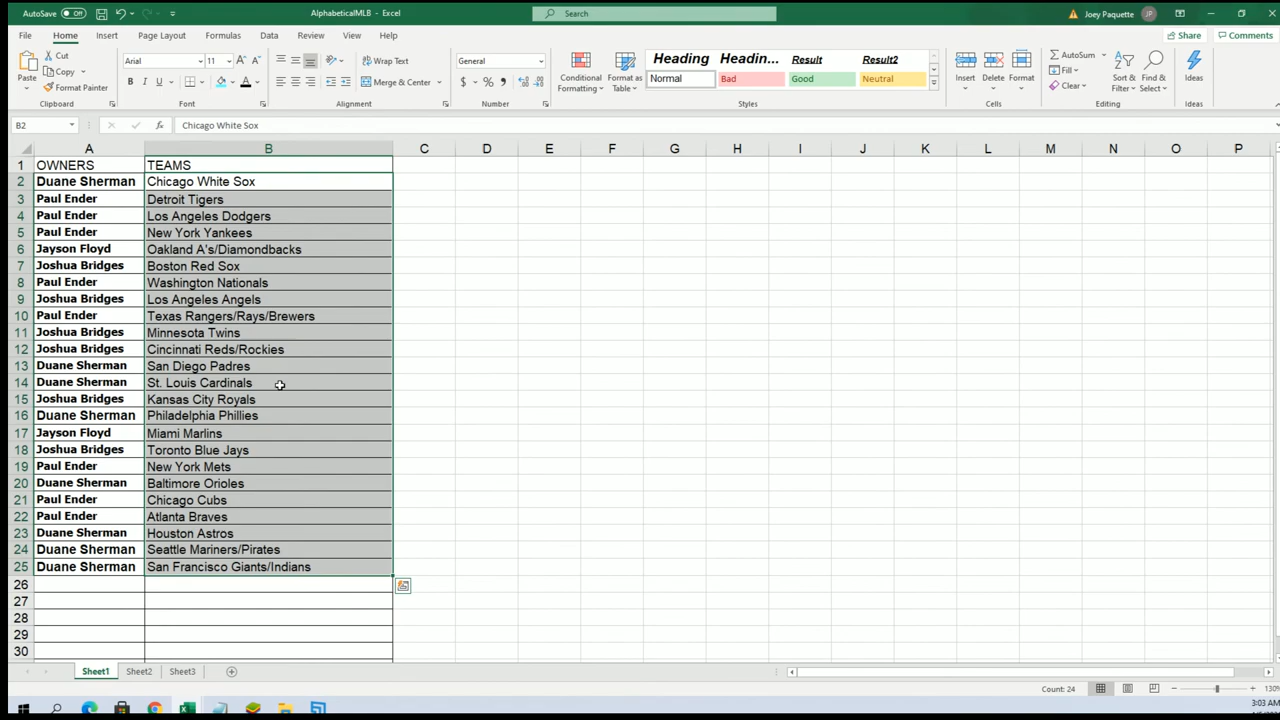 AutoSave Off AlphabeticalMLB - Excel Search Joey Paquette JP
File Home Insert Page Layout Formulas Data Review View Help Share Comments
Paste Cut Copy Format Painter Clipboard
Arial 11 A A B I U A Font
Wrap Text Merge & Center Alignment
General $ % , Number
Conditional Formatting Format as Table
Heading Headin... Result Result2
Normal Bad Good Neutral
Styles
Insert Delete Format Cells
AutoSum Fill Clear Sort & Filter Find & Select Editing
Ideas Ideas
B2 fx Chicago White Sox
A B C D E F G H I J K L M N O P
1 OWNERS TEAMS
2 Duane Sherman Chicago White Sox
3 Paul Ender Detroit Tigers
4 Paul Ender Los Angeles Dodgers
5 Paul Ender New York Yankees
6 Jayson Floyd Oakland A's/Diamondbacks
7 Joshua Bridges Boston Red Sox
8 Paul Ender Washington Nationals
9 Joshua Bridges Los Angeles Angels
10 Paul Ender Texas Rangers/Rays/Brewers
11 Joshua Bridges Minnesota Twins
12 Joshua Bridges Cincinnati Reds/Rockies
13 Duane Sherman San Diego Padres
14 Duane Sherman St. Louis Cardinals
15 Joshua Bridges Kansas City Royals
16 Duane Sherman Philadelphia Phillies
17 Jayson Floyd Miami Marlins
18 Joshua Bridges Toronto Blue Jays
19 Paul Ender New York Mets
20 Duane Sherman Baltimore Orioles
21 Paul Ender Chicago Cubs
22 Paul Ender Atlanta Braves
23 Duane Sherman Houston Astros
24 Duane Sherman Seattle Mariners/Pirates
25 Duane Sherman San Francisco Giants/Indians
26
27
28
29
30
Sheet1 Sheet2 Sheet3
Count: 24 130%
3:03 AM